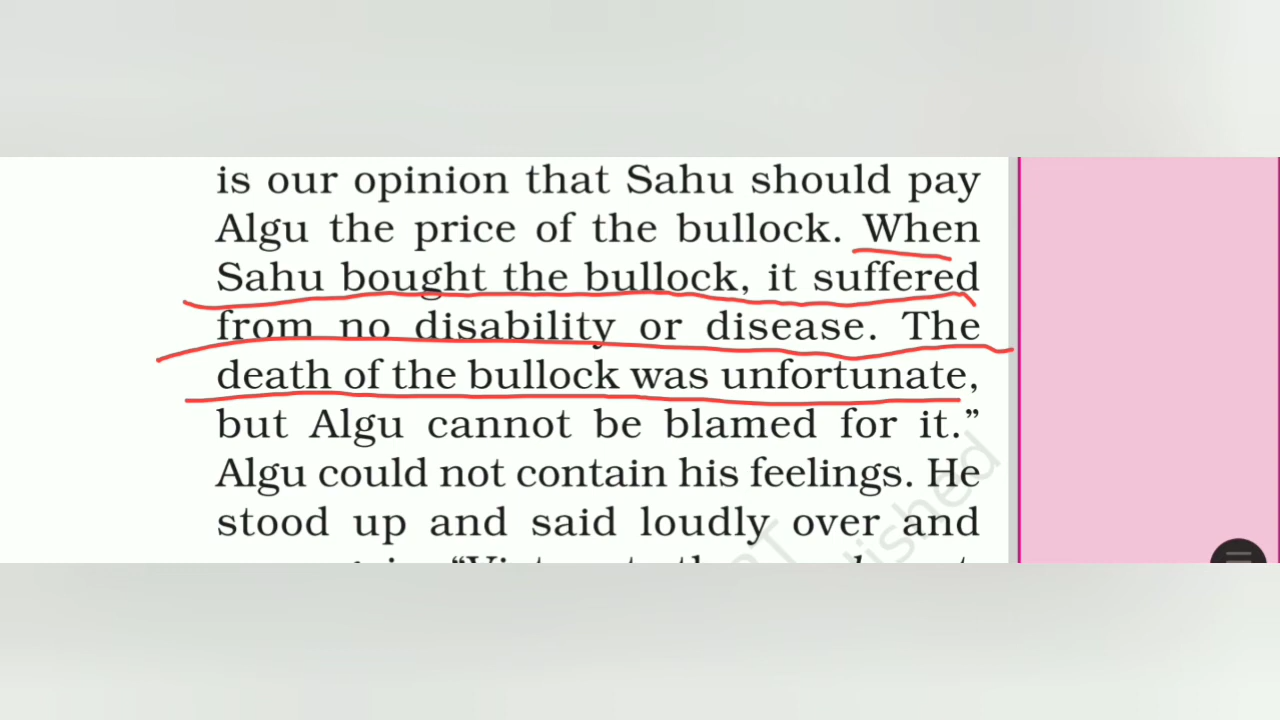 is our opinion that Sahu should pay
Algu the price of the bullock. When
Sahu bought the bullock, it suffered
from no disability or disease. The
death of the bullock was unfortunate,
but Algu cannot be blamed for it.”
Algu could not contain his feelings. He
stood up and said loudly over and